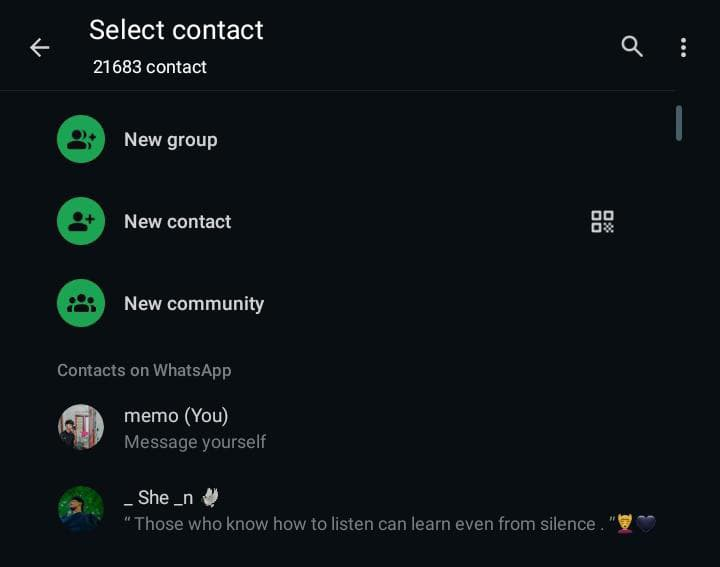 Select contact
21683 contact
New group
New contact
New community
Contacts on WhatsApp
memo (You)
Message yourself
_ She _n 🕊️
“ Those who know how to listen can learn even from silence . ”💆‍♂️🖤